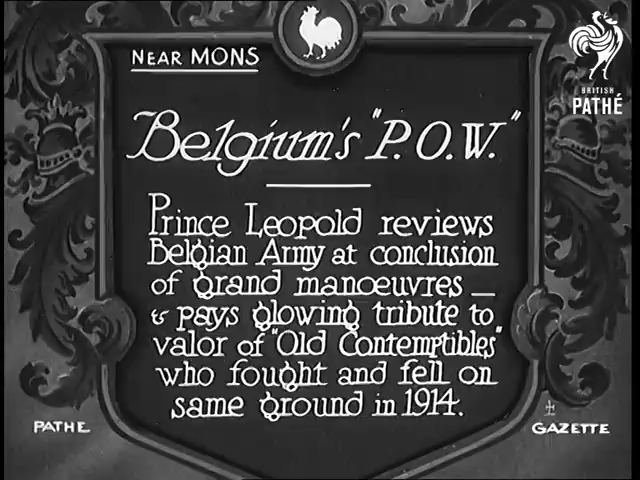 NEAR MONS
BRITISH
PATHÉ
Belgium's "P.O.W."
Prince Leopold reviews
Belgian Army at conclusion
of grand manœuvres —
& pays glowing tribute to
valor of "Old Contemptibles"
who fought and fell on
same ground in 1914.
PATHE
GAZETTE